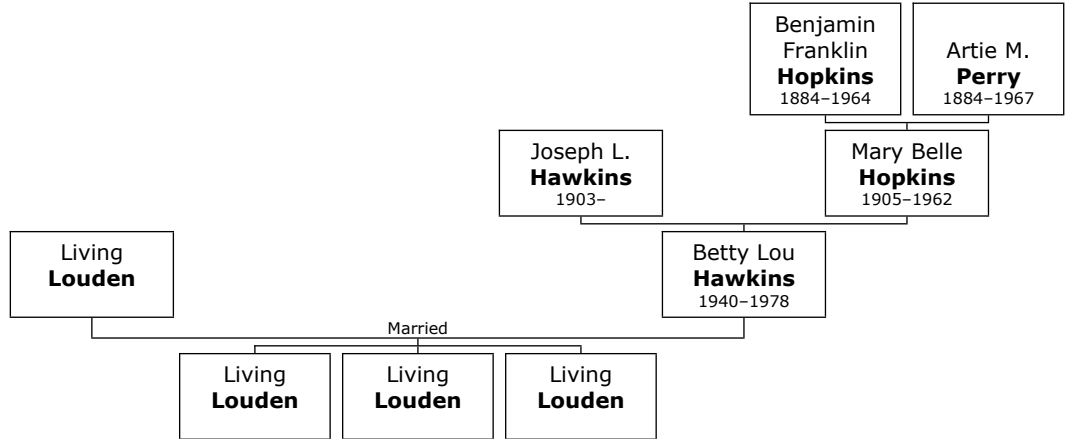 Benjamin
Franklin
Hopkins
1884–1964
Artie M.
Perry
1884–1967
Joseph L.
Hawkins
1903–
Mary Belle
Hopkins
1905–1962
Living
Louden
Betty Lou
Hawkins
1940–1978
Married
Living
Louden
Living
Louden
Living
Louden